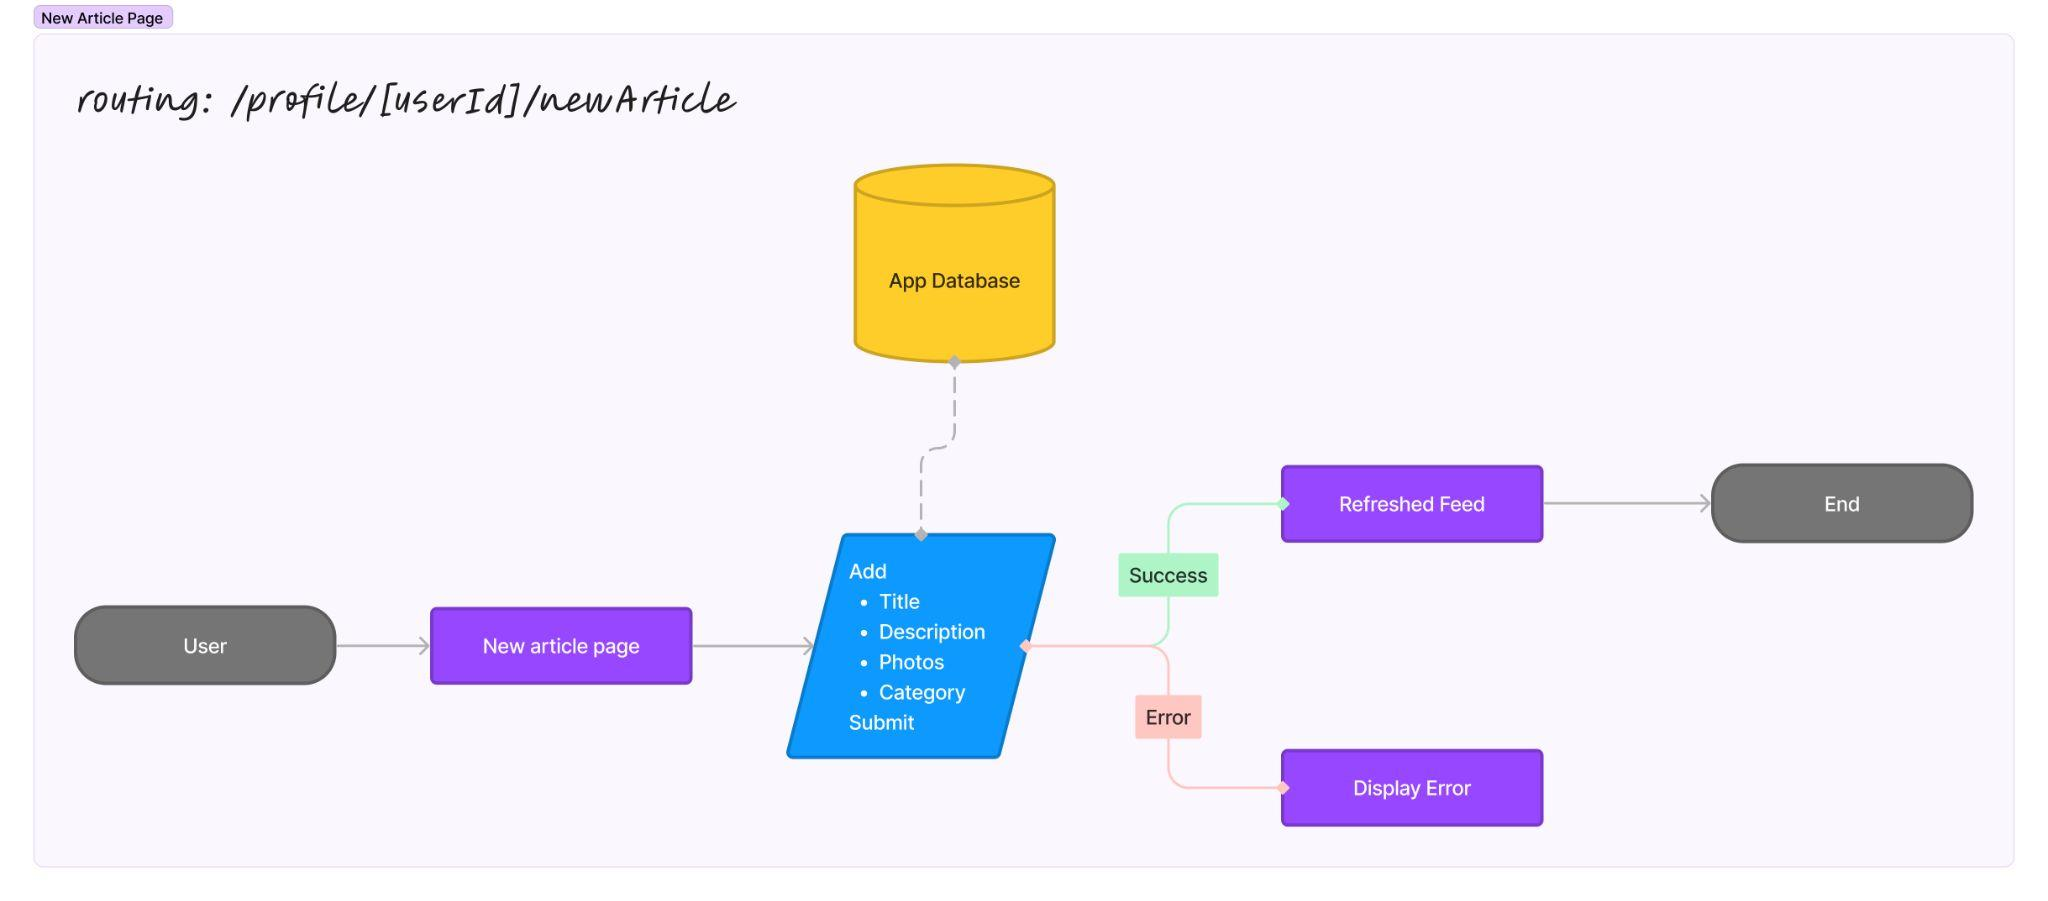 New Article Page
routing: /profile/[userId]/newArticle
App Database
Refreshed Feed
End
Success
User
New article page
Add
• Title
• Description
• Photos
• Category
Submit
Error
Display Error